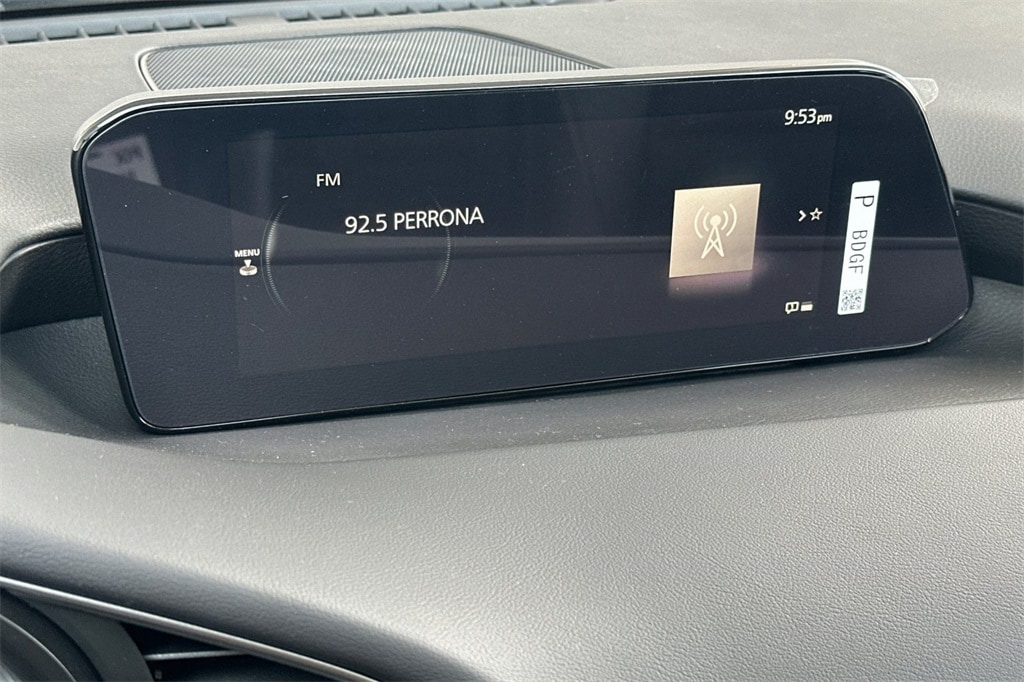 9:53pm
FM
92.5 PERRONA
MENU
P BDGF